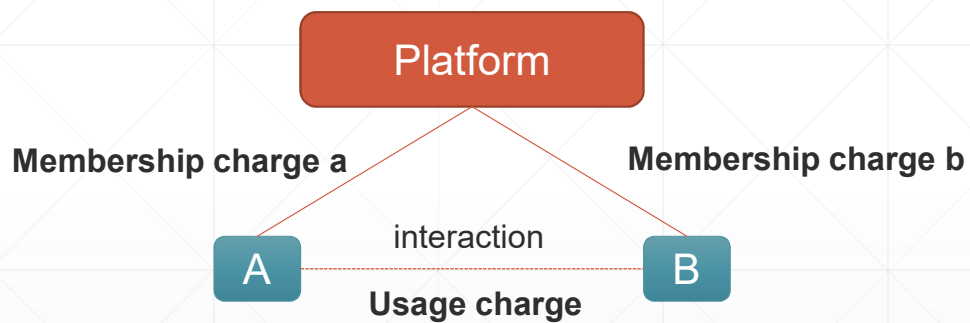 Platform
Membership charge a
Membership charge b
interaction
A
B
Usage charge